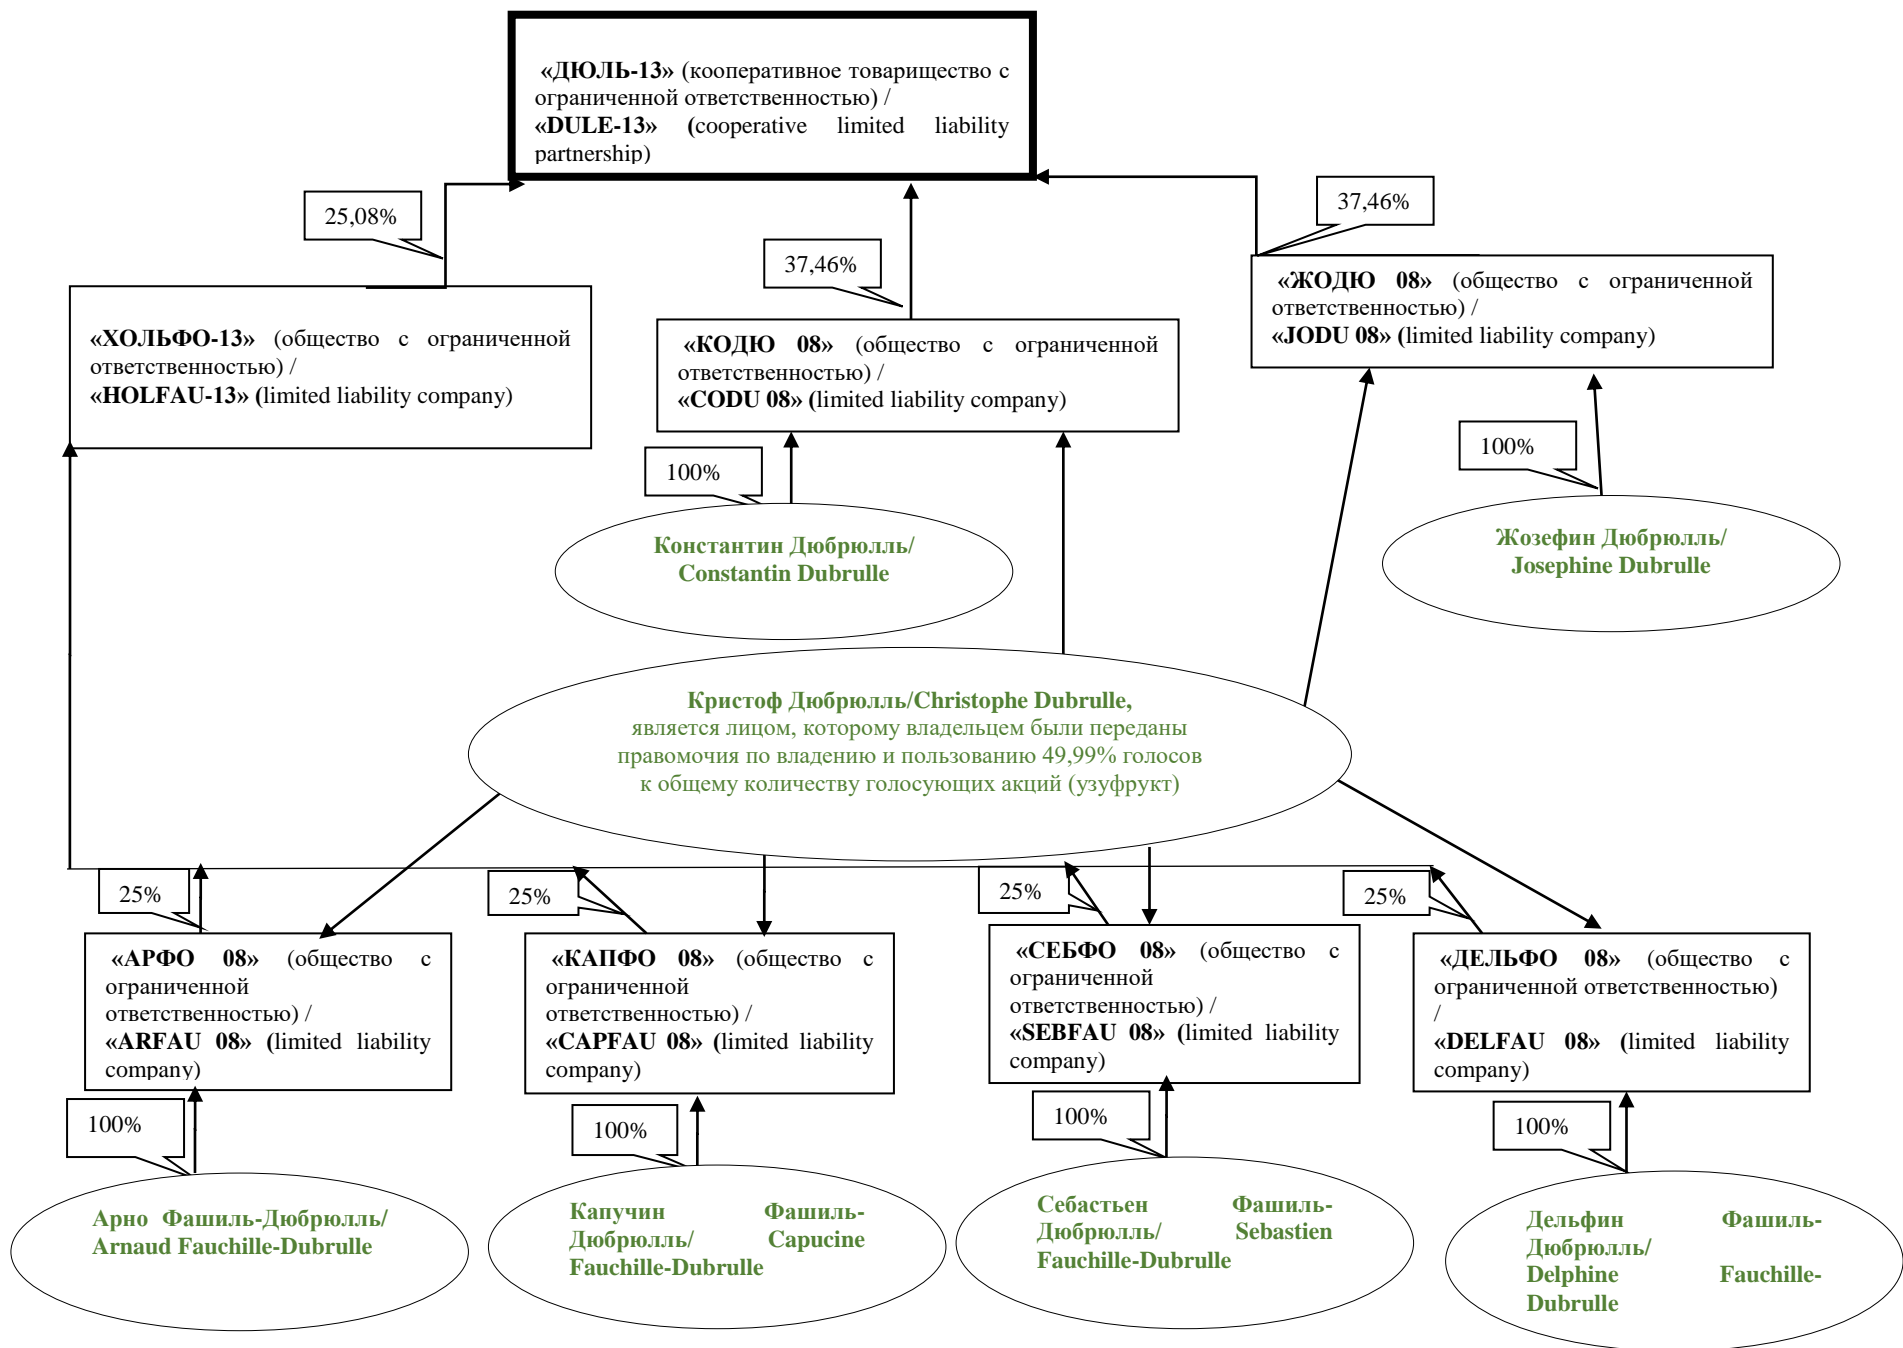 «ДЮЛЬ-13» (кооперативное товарищество с
ограниченной ответственностью) /
«DULE-13» (cooperative limited liability
partnership)
25,08%
37,46%
37,46%
«ХОЛЬФО-13» (общество с ограниченной
ответственностью) /
«HOLFAU-13» (limited liability company)
«КОДЮ 08» (общество с ограниченной
ответственностью) /
«CODU 08» (limited liability company)
«ЖОДЮ 08» (общество с ограниченной
ответственностью) /
«JODU 08» (limited liability company)
100%
100%
Константин Дюбрюлль/
Constantin Dubrulle
Жозефин Дюбрюлль/
Josephine Dubrulle
Кристоф Дюбрюлль/Christophe Dubrulle,
является лицом, которому владельцем были переданы
правомочия по владению и пользованию 49,99% голосов
к общему количеству голосующих акций (узуфрукт)
25%
25%
25%
25%
«АРФО 08» (общество с
ограниченной
ответственностью) /
«ARFAU 08» (limited liability
company)
«КАПФО 08» (общество с
ограниченной
ответственностью) /
«CAPFAU 08» (limited liability
company)
«СЕБФО 08» (общество с
ограниченной
ответственностью) /
«SEBFAU 08» (limited liability
company)
«ДЕЛЬФО 08» (общество с
ограниченной ответственностью)
/
«DELFAU 08» (limited liability
company)
100%
100%
100%
100%
Арно Фашиль-Дюбрюлль/
Arnaud Fauchille-Dubrulle
Капучин Фашиль-
Дюбрюлль/ Capucine
Fauchille-Dubrulle
Себастьен Фашиль-
Дюбрюлль/ Sebastien
Fauchille-Dubrulle
Дельфин Фашиль-
Дюбрюлль/
Delphine Fauchille-
Dubrulle